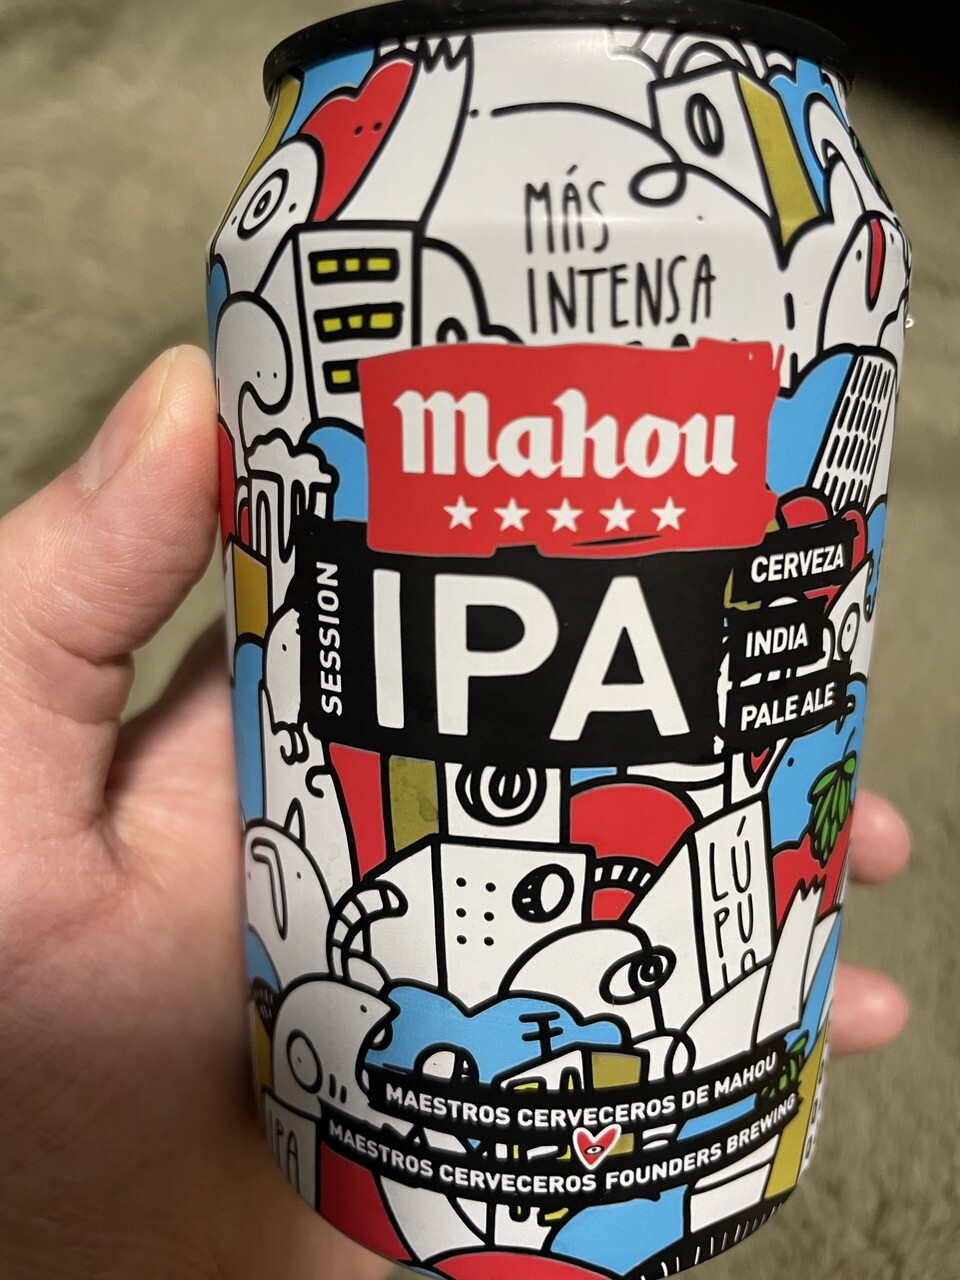 MÁS
INTENSA
mahou
SESSION
IPA
CERVEZA
INDIA
PALE ALE
LÚ
PU
MAESTROS CERVECEROS DE MAHOU
MAESTROS CERVECEROS FOUNDERS BREWING
IPA